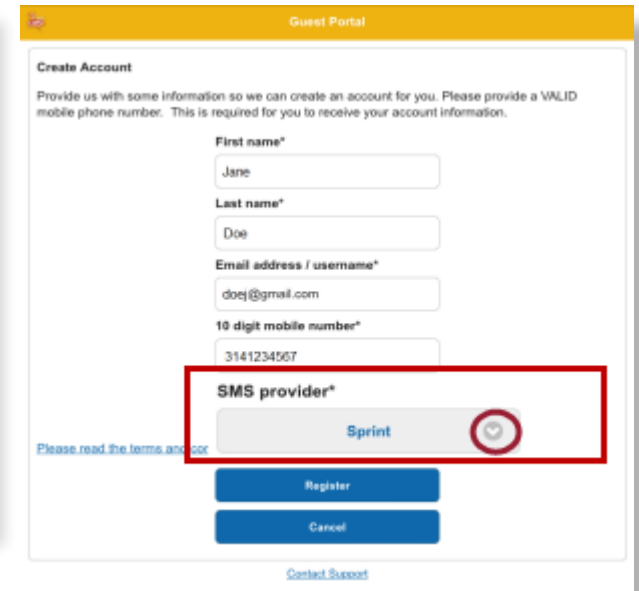 Guest Portal
Create Account
Provide us with some information so we can create an account for you. Please provide a VALID
mobile phone number. This is required for you to receive your account information.
First name*
Jane
Last name*
Doe
Email address / username*
doej@gmail.com
10 digit mobile number*
3141234567
SMS provider*
Sprint
Please read the terms and cor
Register
Cancel
Contact Support